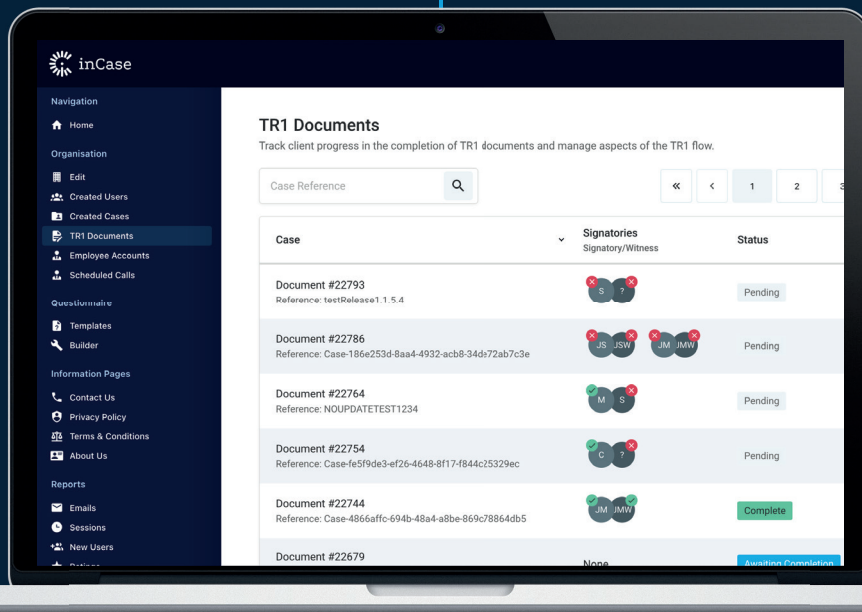 inCase
Navigation
Home
Organisation
Edit
Created Users
Created Cases
TR1 Documents
Employee Accounts
Scheduled Calls
Questionnaire
Templates
Builder
Information Pages
Contact Us
Privacy Policy
Terms & Conditions
About Us
Reports
Emails
Sessions
New Users
Ratings
TR1 Documents
Track client progress in the completion of TR1 documents and manage aspects of the TR1 flow.
Case Reference
« < 1 2 3
Case Signatories Status
Signatory/Witness
Document #22793
Reference: testRelease1.1.5.4
S ? Pending
Document #22786
Reference: Case-186e253d-8aa4-4932-acb8-34de72ab7c3e
JS JSW JM JMW Pending
Document #22764
Reference: NOUPDATETEST1234
M S Pending
Document #22754
Reference: Case-fe5f9de3-ef26-4648-8f17-f844c25329ec
C ? Pending
Document #22744
Reference: Case-4866affc-694b-48a4-a8be-869c78864db5
JM JMW Complete
Document #22679
None Awaiting Completion